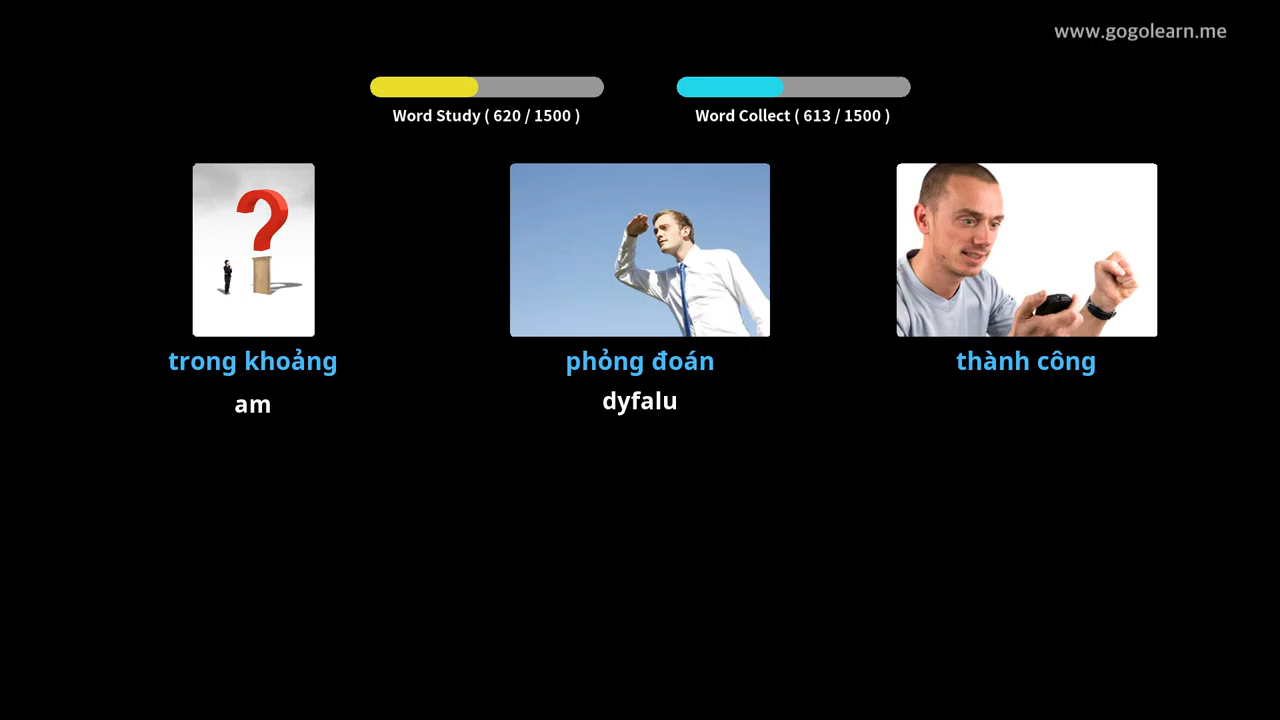 www.gogolearn.me
Word Study ( 620 / 1500 )
Word Collect ( 613 / 1500 )
trong khoảng
phỏng đoán
thành công
am
dyfalu